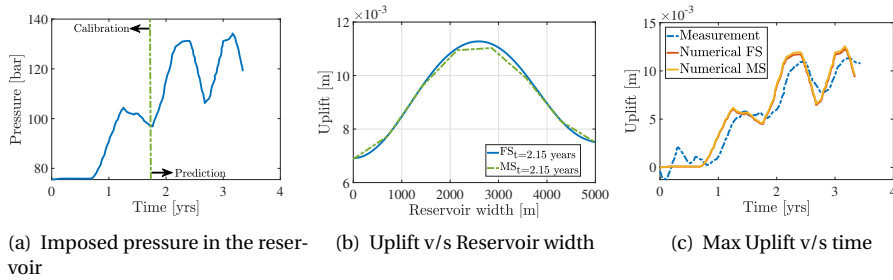 Calibration
Prediction
Pressure [bar]
140
120
100
80
0 1 2 3 4
Time [yrs]
(a) Imposed pressure in the reser-
voir
×10⁻³
Uplift [m]
12
10
8
6
0 1000 2000 3000 4000 5000
Reservoir width [m]
FS t=2.15 years
MS t=2.15 years
(b) Uplift v/s Reservoir width
×10⁻³
Uplift [m]
15
10
5
0
0 1 2 3 4
Time [yrs]
Measurement
Numerical FS
Numerical MS
(c) Max Uplift v/s time